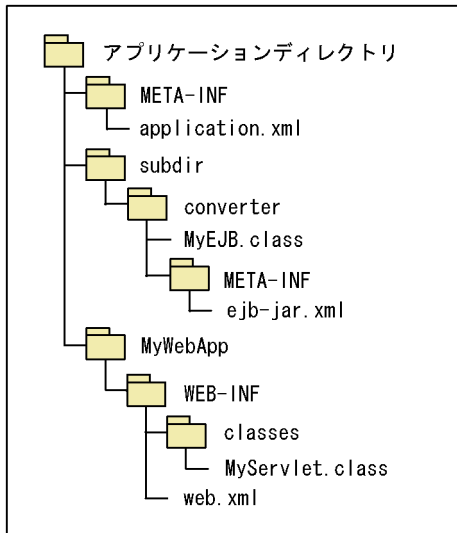 アプリケーションディレクトリ
META-INF
application.xml
subdir
converter
MyEJB.class
META-INF
ejb-jar.xml
MyWebApp
WEB-INF
classes
MyServlet.class
web.xml